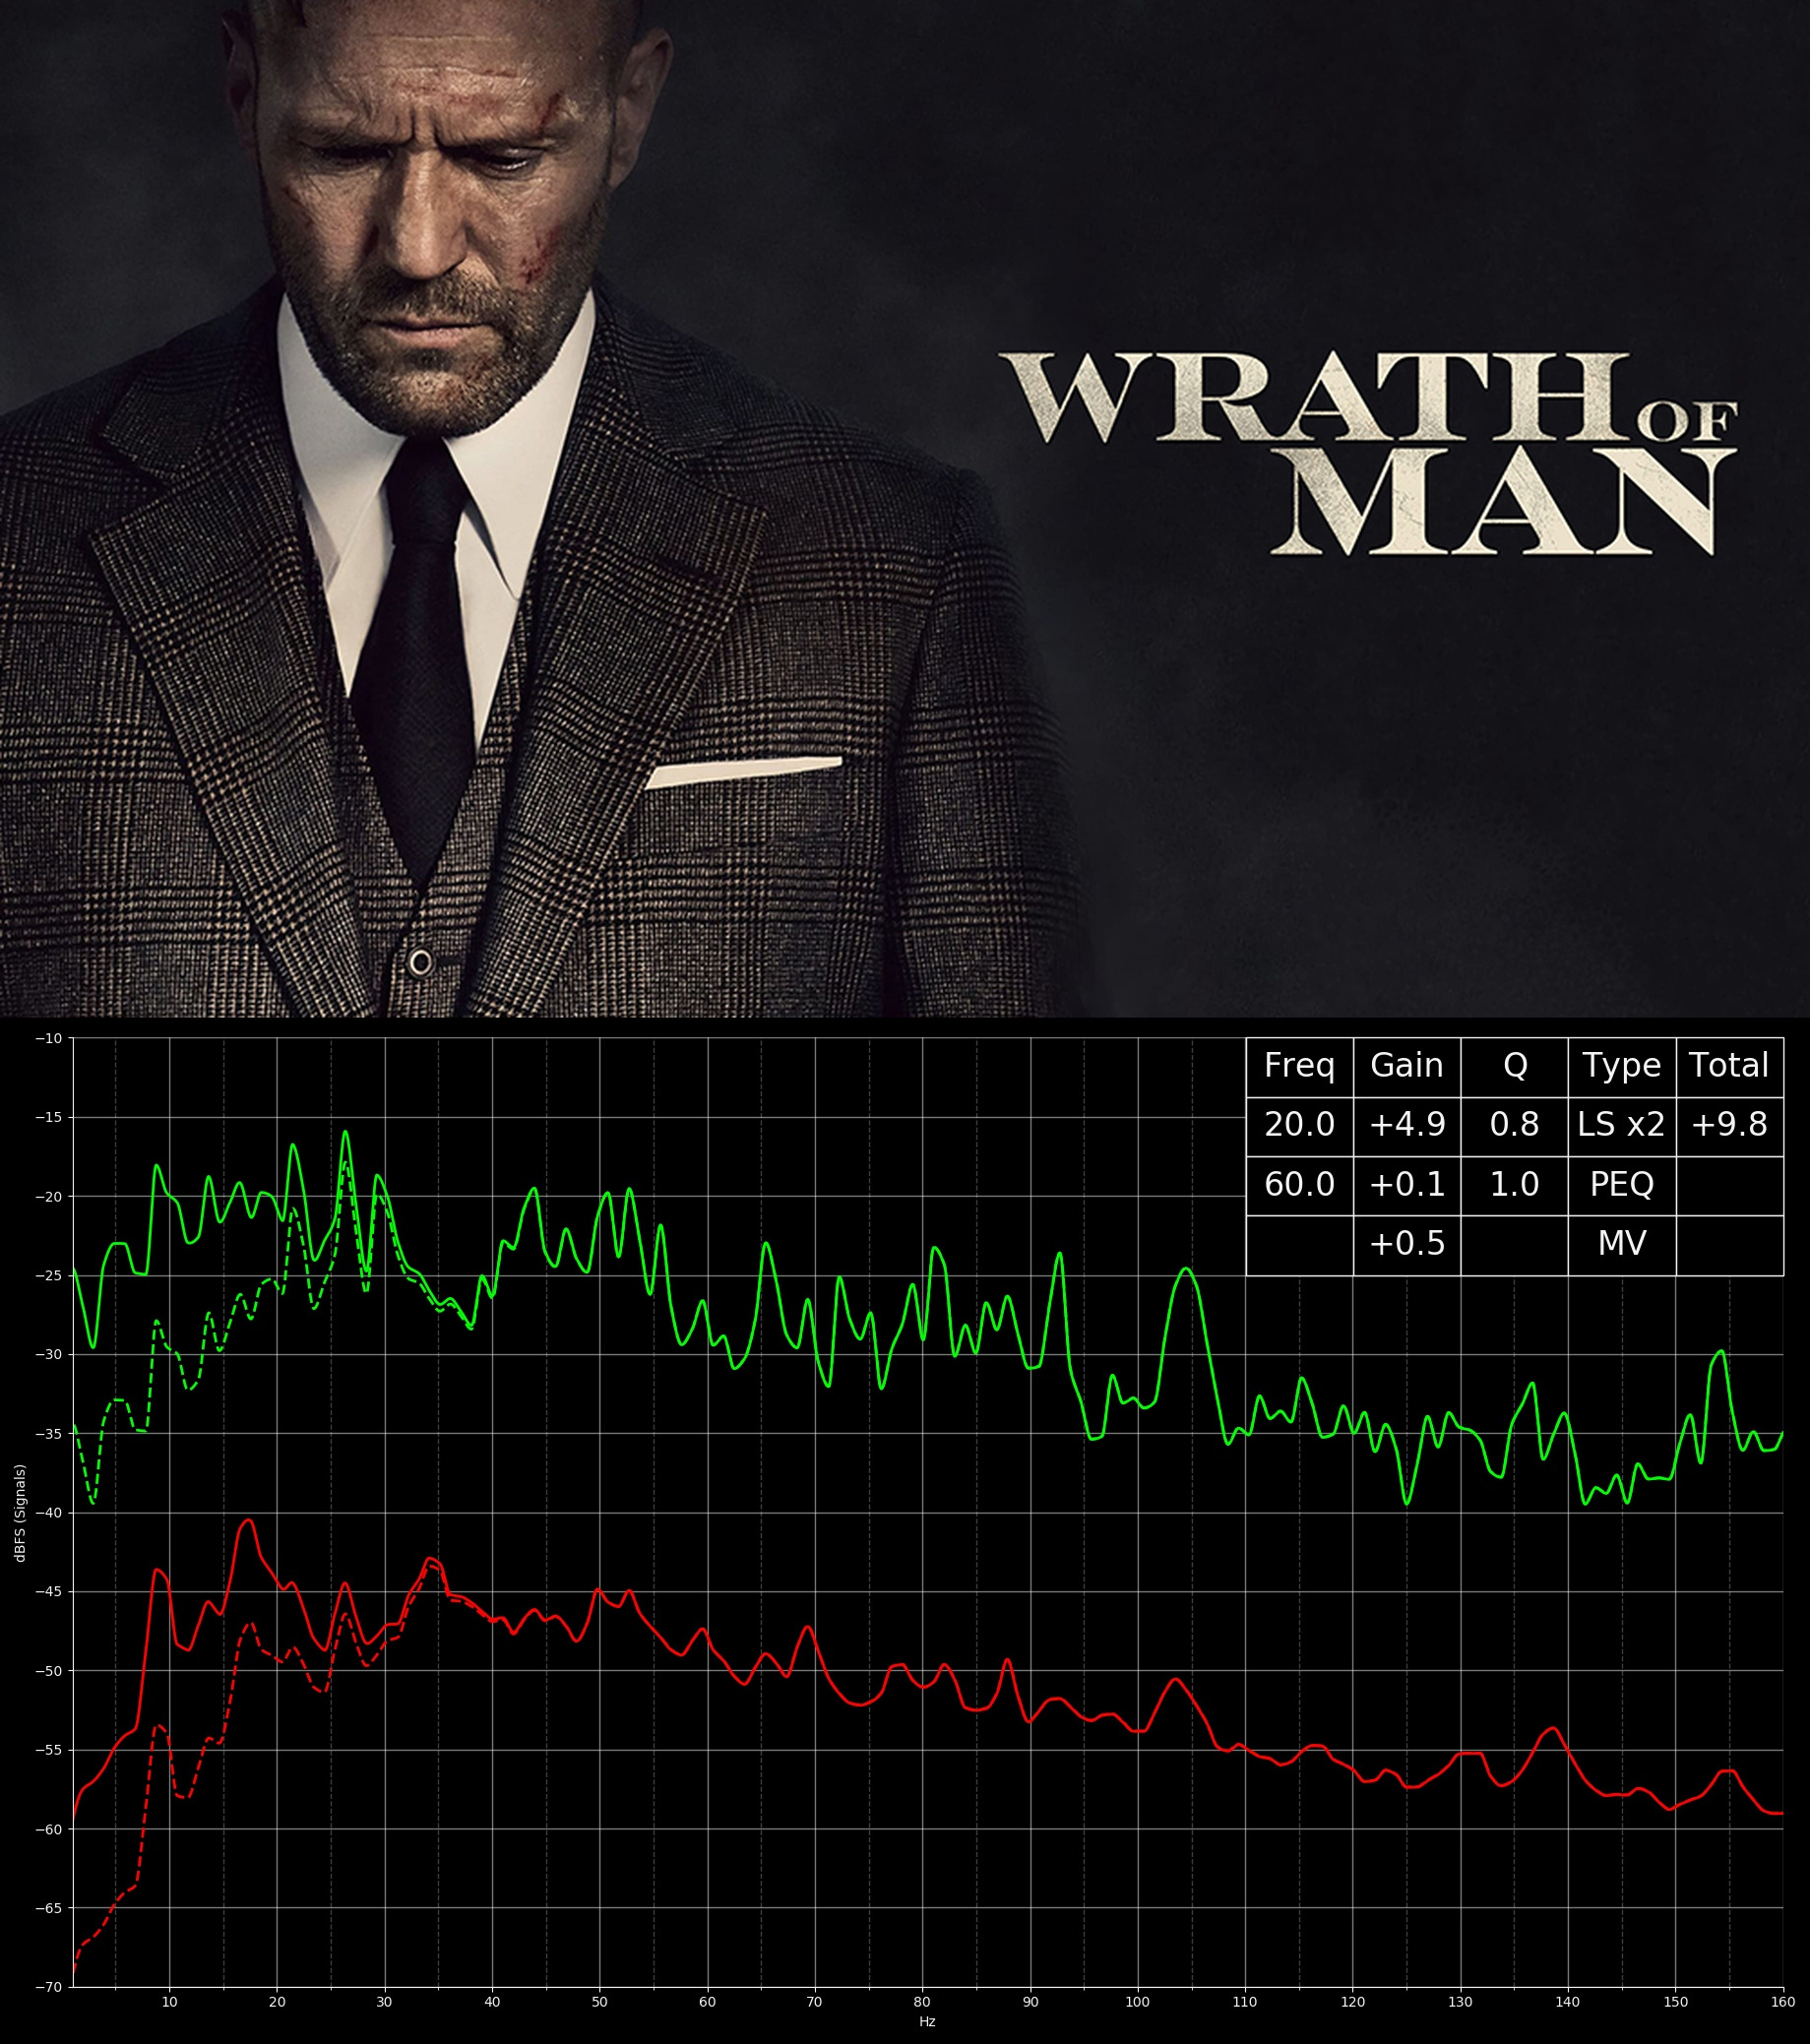 WRATH OF
MAN
Freq Gain Q Type Total
20.0 +4.9 0.8 LS x2 +9.8
60.0 +0.1 1.0 PEQ
+0.5 MV
−10
−15
−20
−25
−30
−35
−40
−45
−50
−55
−60
−65
−70
dBFS (Signals)
10 20 30 40 50 60 70 80 90 100 110 120 130 140 150 160
Hz